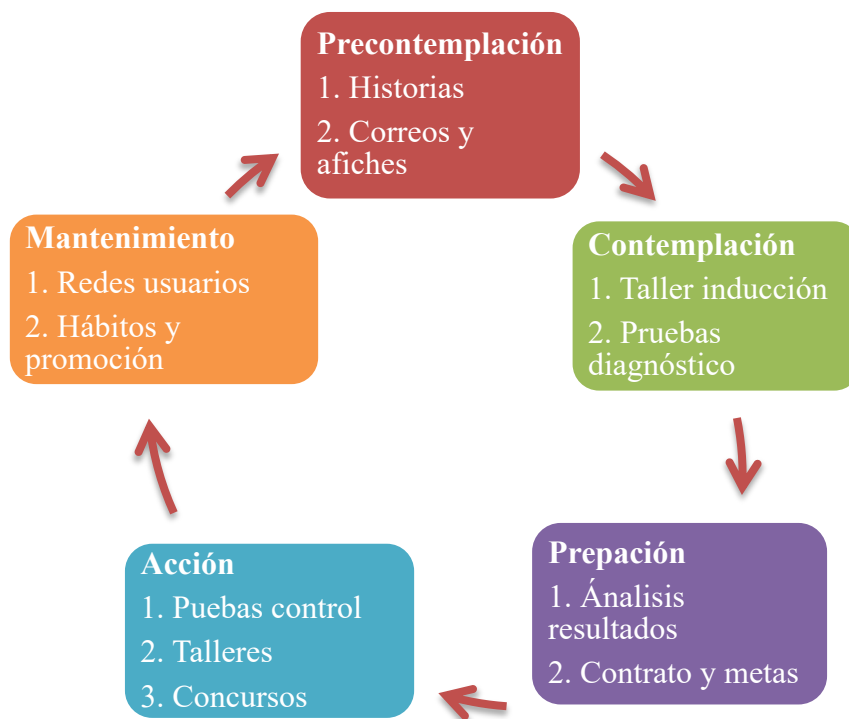 Precontemplación
1. Historias
2. Correos y
afiches
Contemplación
1. Taller inducción
2. Pruebas
diagnóstico
Prepación
1. Ánalisis
resultados
2. Contrato y metas
Acción
1. Puebas control
2. Talleres
3. Concursos
Mantenimiento
1. Redes usuarios
2. Hábitos y
promoción